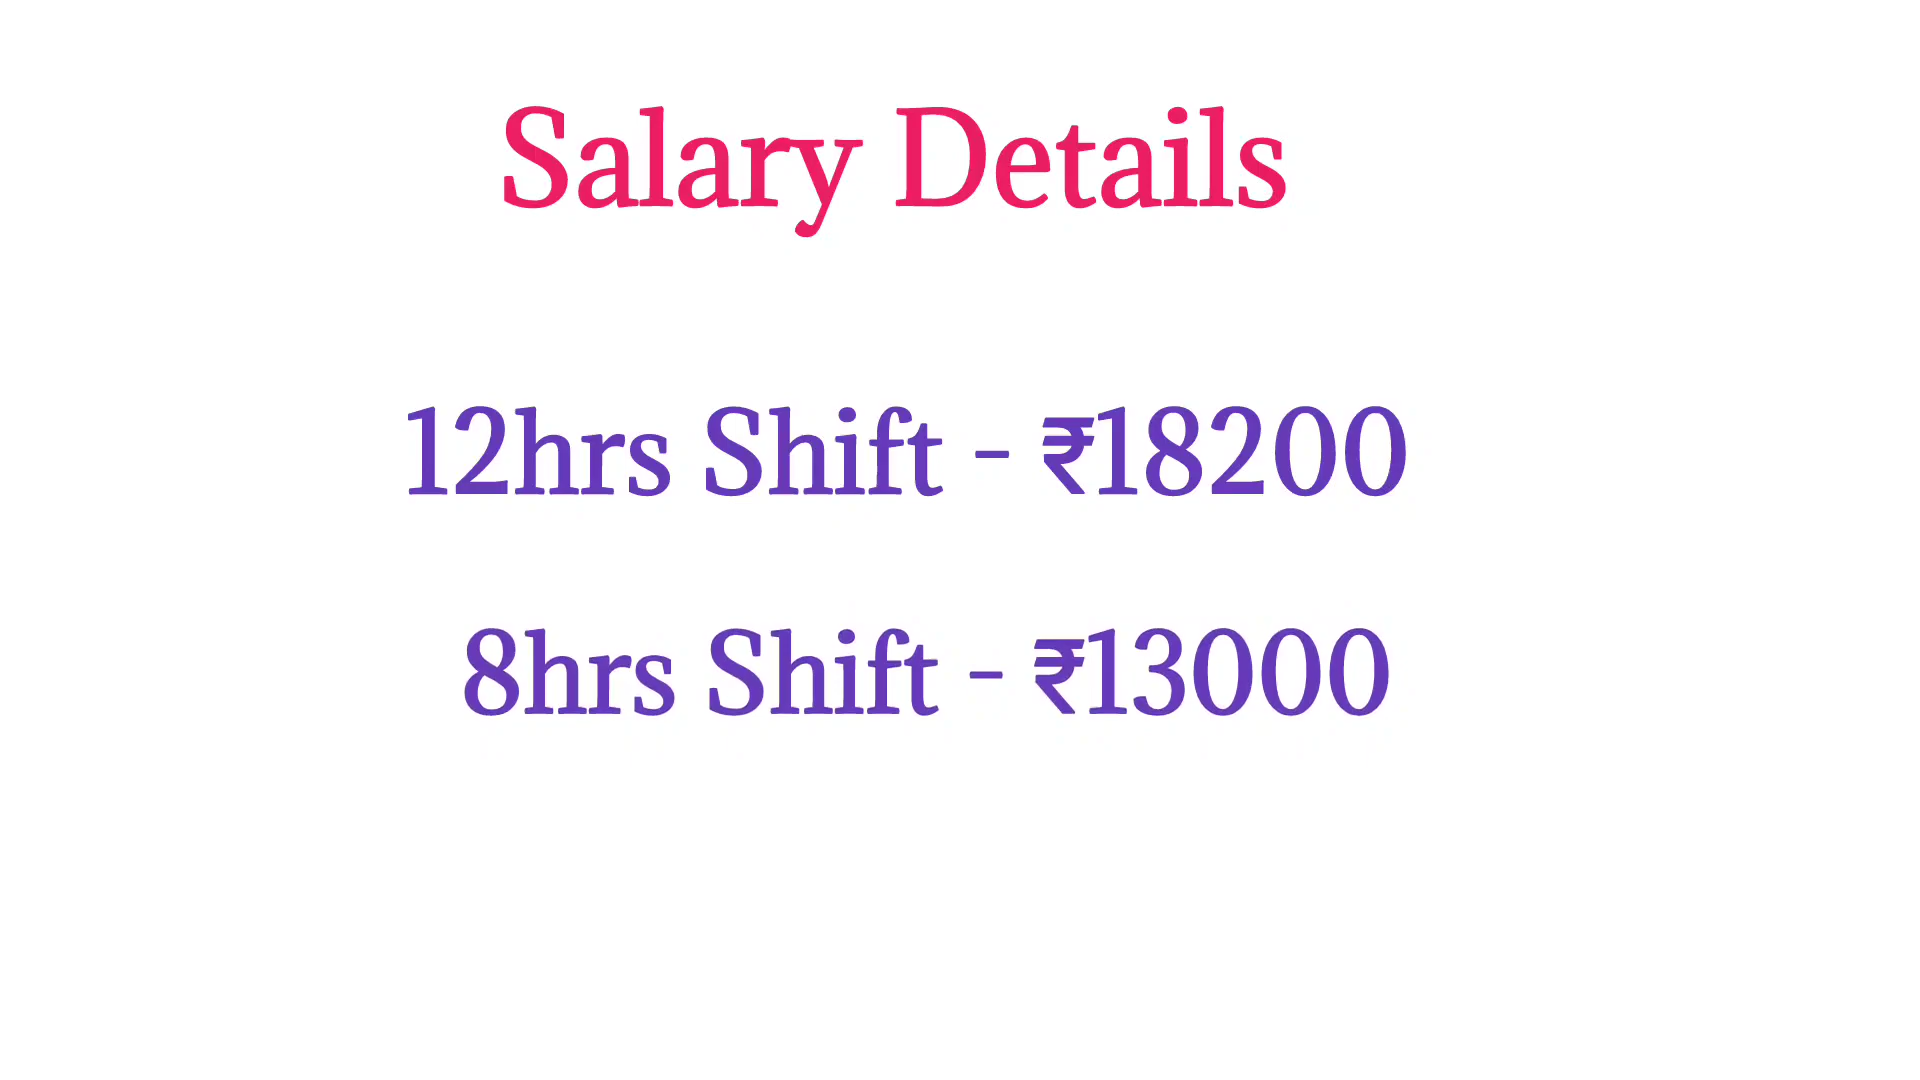 Salary Details
12hrs Shift - ₹18200
8hrs Shift - ₹13000